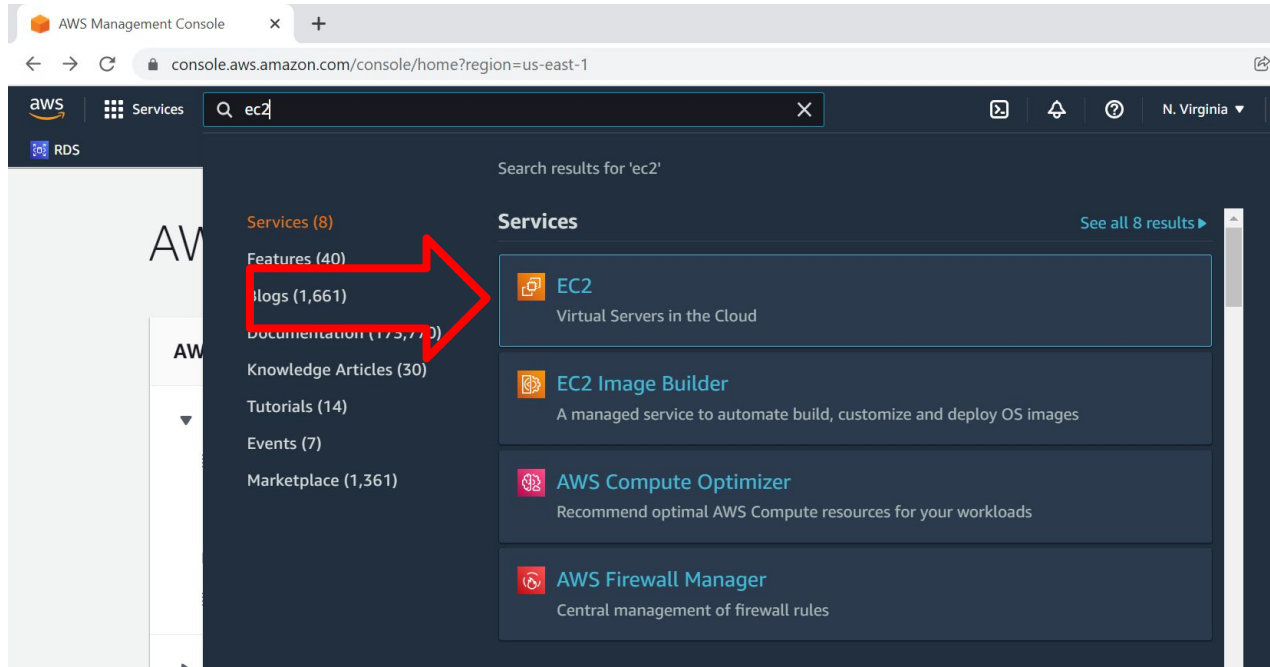 AWS Management Console
console.aws.amazon.com/console/home?region=us-east-1
aws
Services
ec2
N. Virginia
RDS
Search results for 'ec2'
Services (8)
Features (40)
Blogs (1,661)
Documentation (173,770)
Knowledge Articles (30)
Tutorials (14)
Events (7)
Marketplace (1,361)
Services
See all 8 results
EC2
Virtual Servers in the Cloud
EC2 Image Builder
A managed service to automate build, customize and deploy OS images
AWS Compute Optimizer
Recommend optimal AWS Compute resources for your workloads
AWS Firewall Manager
Central management of firewall rules
AW